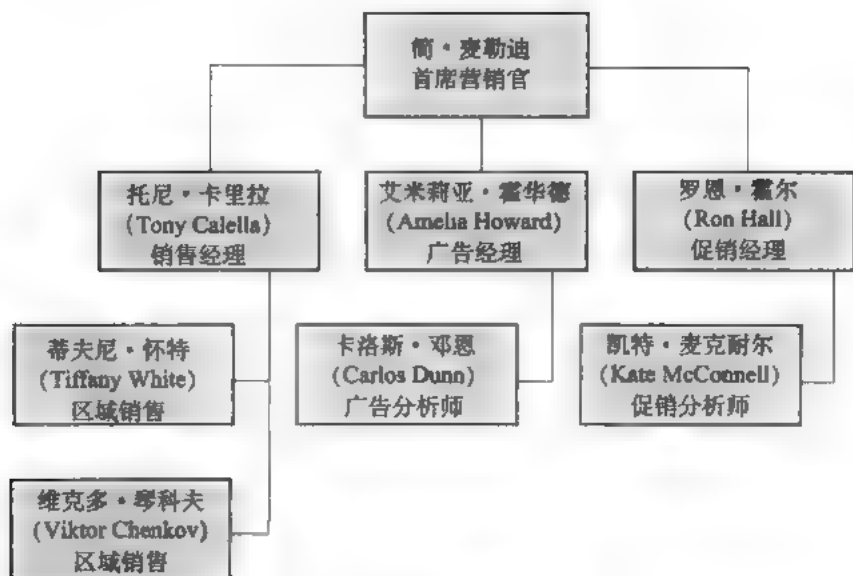 简·麦勒迪
首席营销官
托尼·卡里拉
(Tony Calella)
销售经理
艾米莉亚·霍华德
(Amelia Howard)
广告经理
罗恩·霍尔
(Ron Hall)
促销经理
蒂夫尼·怀特
(Tiffany White)
区域销售
卡洛斯·邓恩
(Carlos Dunn)
广告分析师
凯特·麦克耐尔
(Kate McConnell)
促销分析师
维克多·琴科夫
(Viktor Chenkov)
区域销售